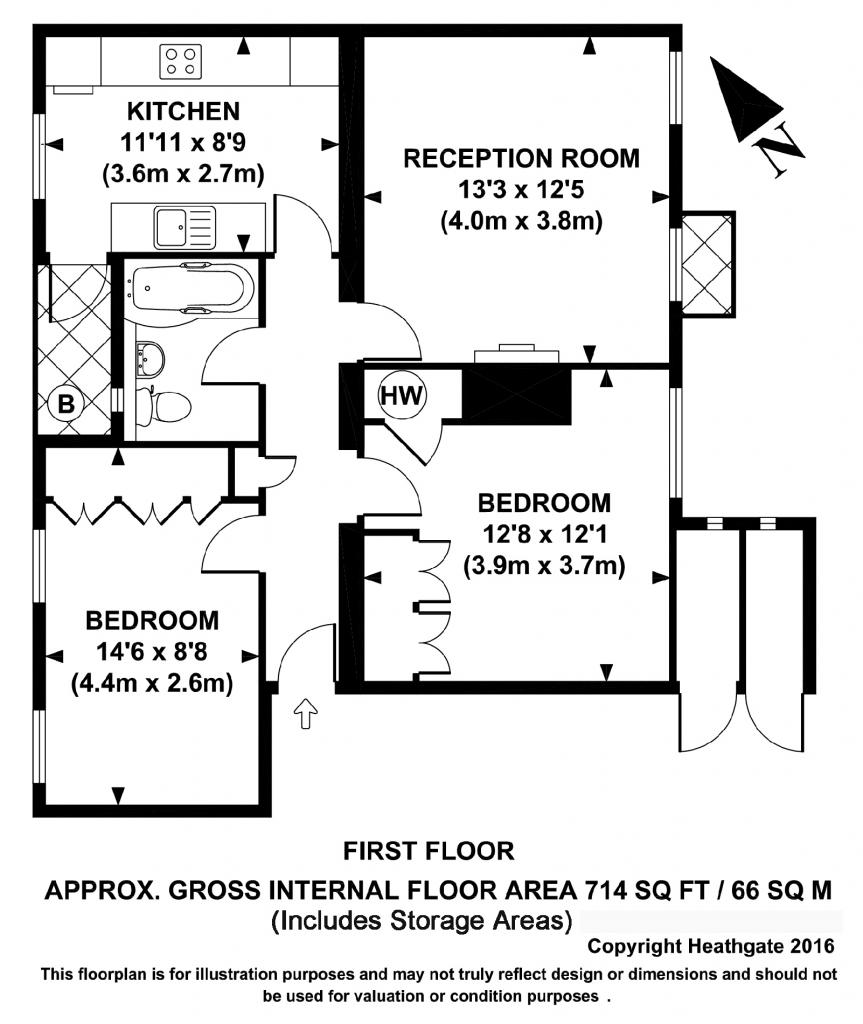 KITCHEN
11'11 x 8'9
(3.6m x 2.7m)
RECEPTION ROOM
13'3 x 12'5
(4.0m x 3.8m)
N
B
HW
BEDROOM
12'8 x 12'1
(3.9m x 3.7m)
BEDROOM
14'6 x 8'8
(4.4m x 2.6m)
FIRST FLOOR
APPROX. GROSS INTERNAL FLOOR AREA 714 SQ FT / 66 SQ M
(Includes Storage Areas)
Copyright Heathgate 2016
This floorplan is for illustration purposes and may not truly reflect design or dimensions and should not
be used for valuation or condition purposes .